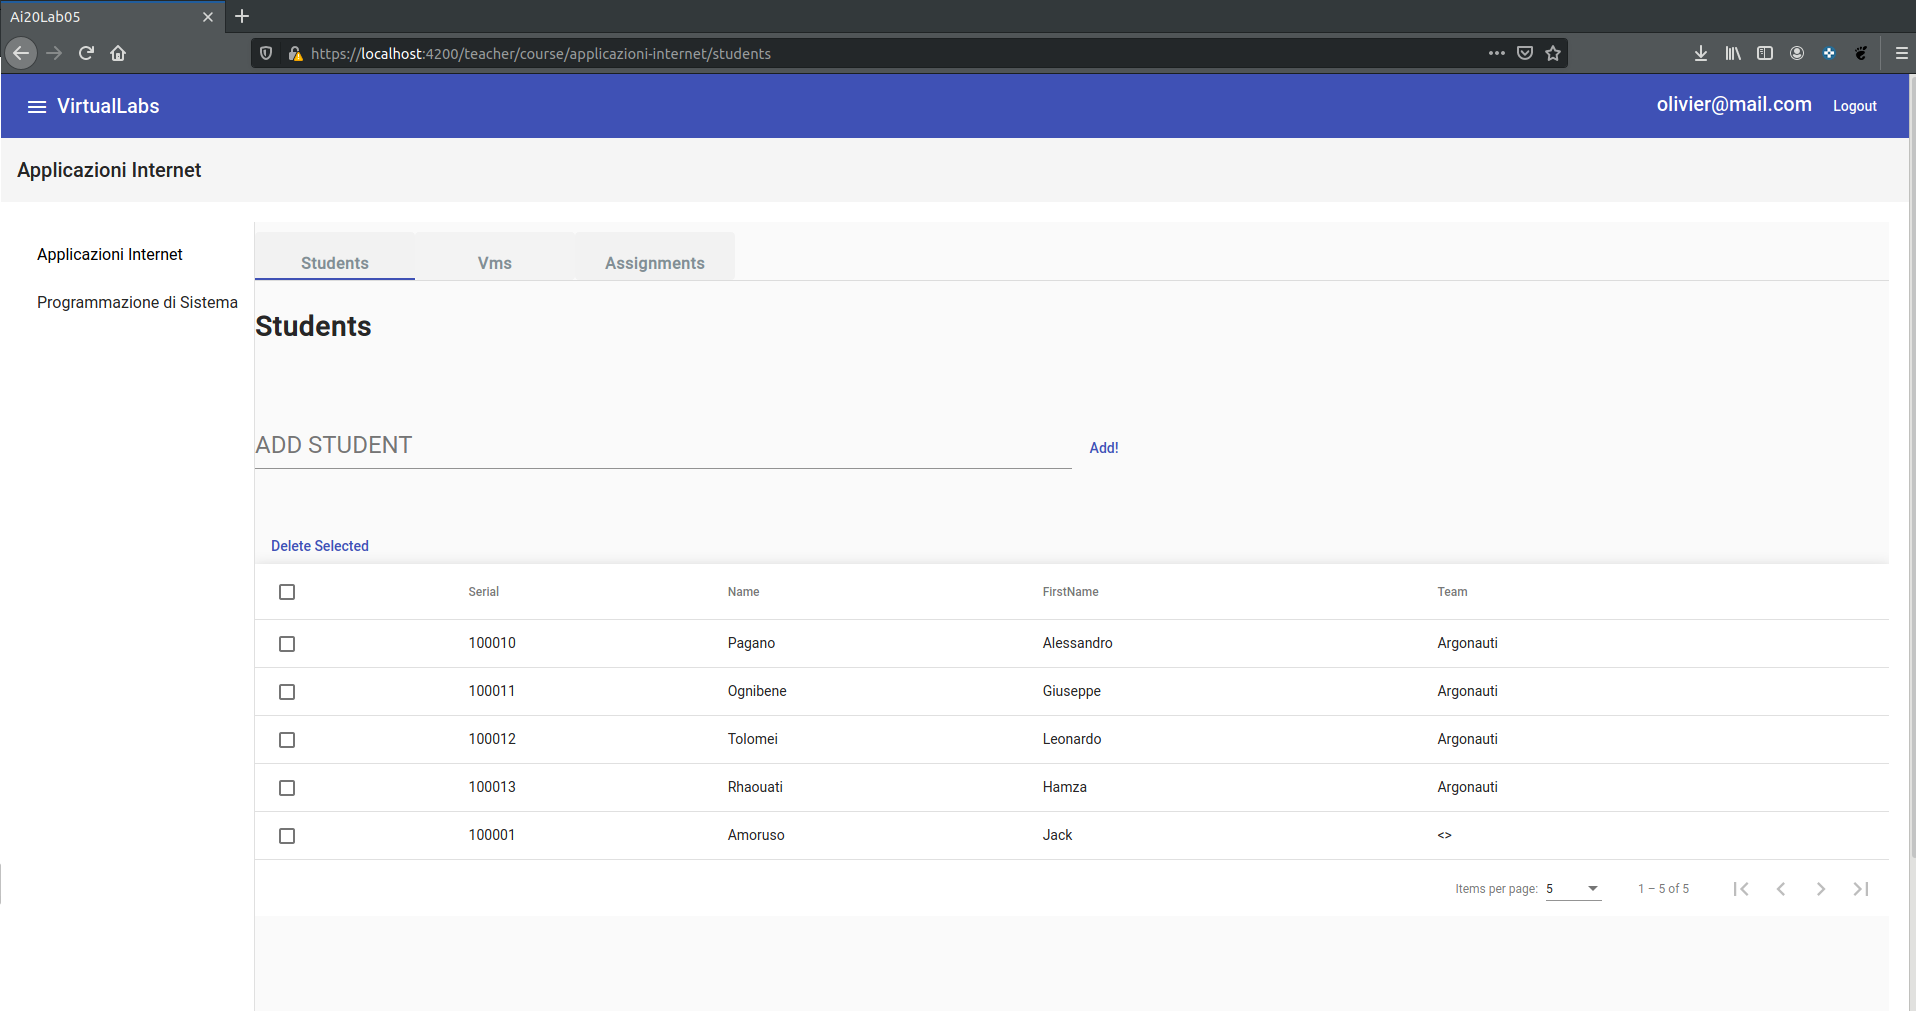 Ai20Lab05
https://localhost:4200/teacher/course/applicazioni-internet/students
VirtualLabs
olivier@mail.com Logout
Applicazioni Internet
Applicazioni Internet
Programmazione di Sistema
Students Vms Assignments
Students
ADD STUDENT Add!
Delete Selected
Serial Name FirstName Team
100010 Pagano Alessandro Argonauti
100011 Ognibene Giuseppe Argonauti
100012 Tolomei Leonardo Argonauti
100013 Rhaouati Hamza Argonauti
100001 Amoruso Jack <>
Items per page: 5 1 – 5 of 5